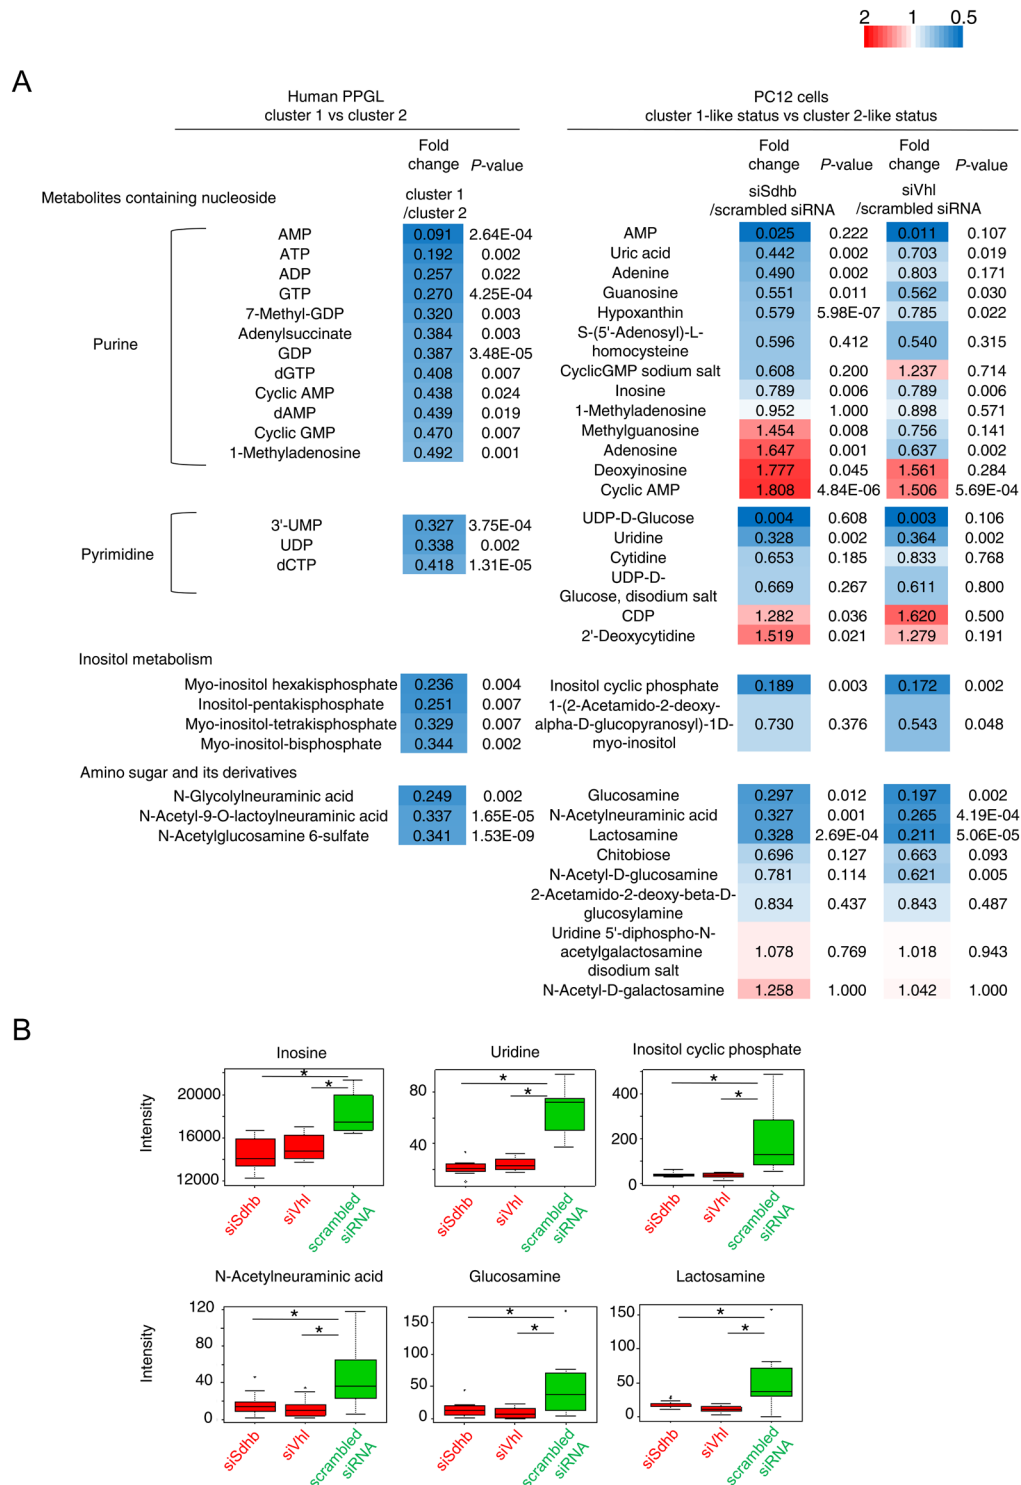 2 1 0.5
A
Human PPGL
cluster 1 vs cluster 2
PC12 cells
cluster 1-like status vs cluster 2-like status
Fold change P-value
Fold change P-value Fold change P-value
Metabolites containing nucleoside
cluster 1 /cluster 2
siSdhb /scrambled siRNA
siVhl /scrambled siRNA
Purine
AMP 0.091 2.64E-04
ATP 0.192 0.002
ADP 0.257 0.022
GTP 0.270 4.25E-04
7-Methyl-GDP 0.320 0.003
Adenylsuccinate 0.384 0.003
GDP 0.387 3.48E-05
dGTP 0.408 0.007
Cyclic AMP 0.438 0.024
dAMP 0.439 0.019
Cyclic GMP 0.470 0.007
1-Methyladenosine 0.492 0.001
AMP 0.025 0.222 0.011 0.107
Uric acid 0.442 0.002 0.703 0.019
Adenine 0.490 0.002 0.803 0.171
Guanosine 0.551 0.011 0.562 0.030
Hypoxanthin 0.579 5.98E-07 0.785 0.022
S-(5'-Adenosyl)-L-
homocysteine 0.596 0.412 0.540 0.315
CyclicGMP sodium salt 0.608 0.200 1.237 0.714
Inosine 0.789 0.006 0.789 0.006
1-Methyladenosine 0.952 1.000 0.898 0.571
Methylguanosine 1.454 0.008 0.756 0.141
Adenosine 1.647 0.001 0.637 0.002
Deoxyinosine 1.777 0.045 1.561 0.284
Cyclic AMP 1.808 4.84E-06 1.506 5.69E-04
Pyrimidine
3'-UMP 0.327 3.75E-04
UDP 0.338 0.002
dCTP 0.418 1.31E-05
UDP-D-Glucose 0.004 0.608 0.003 0.106
Uridine 0.328 0.002 0.364 0.002
Cytidine 0.653 0.185 0.833 0.768
UDP-D-
Glucose, disodium salt 0.669 0.267 0.611 0.800
CDP 1.282 0.036 1.620 0.500
2'-Deoxycytidine 1.519 0.021 1.279 0.191
Inositol metabolism
Myo-inositol hexakisphosphate 0.236 0.004
Inositol-pentakisphosphate 0.251 0.007
Myo-inositol-tetrakisphosphate 0.329 0.007
Myo-inositol-bisphosphate 0.344 0.002
Inositol cyclic phosphate 0.189 0.003 0.172 0.002
1-(2-Acetamido-2-deoxy-
alpha-D-glucopyranosyl)-1D- 0.730 0.376 0.543 0.048
myo-inositol
Amino sugar and its derivatives
N-Glycolylneuraminic acid 0.249 0.002
N-Acetyl-9-O-lactoylneuraminic acid 0.337 1.65E-05
N-Acetylglucosamine 6-sulfate 0.341 1.53E-09
Glucosamine 0.297 0.012 0.197 0.002
N-Acetylneuraminic acid 0.327 0.001 0.265 4.19E-04
Lactosamine 0.328 2.69E-04 0.211 5.06E-05
Chitobiose 0.696 0.127 0.663 0.093
N-Acetyl-D-glucosamine 0.781 0.114 0.621 0.005
2-Acetamido-2-deoxy-beta-D-
glucosylamine 0.834 0.437 0.843 0.487
Uridine 5'-diphospho-N-
acetylgalactosamine 1.078 0.769 1.018 0.943
disodium salt
N-Acetyl-D-galactosamine 1.258 1.000 1.042 1.000
B
Inosine
Intensity
20000
16000
12000
* *
siSdhb siVhl scrambled siRNA
Uridine
80
40
* *
siSdhb siVhl scrambled siRNA
Inositol cyclic phosphate
400
200
0
* *
siSdhb siVhl scrambled siRNA
N-Acetylneuraminic acid
Intensity
120
80
40
0
* *
siSdhb siVhl scrambled siRNA
Glucosamine
150
100
50
0
* *
siSdhb siVhl scrambled siRNA
Lactosamine
150
100
50
0
* *
siSdhb siVhl scrambled siRNA